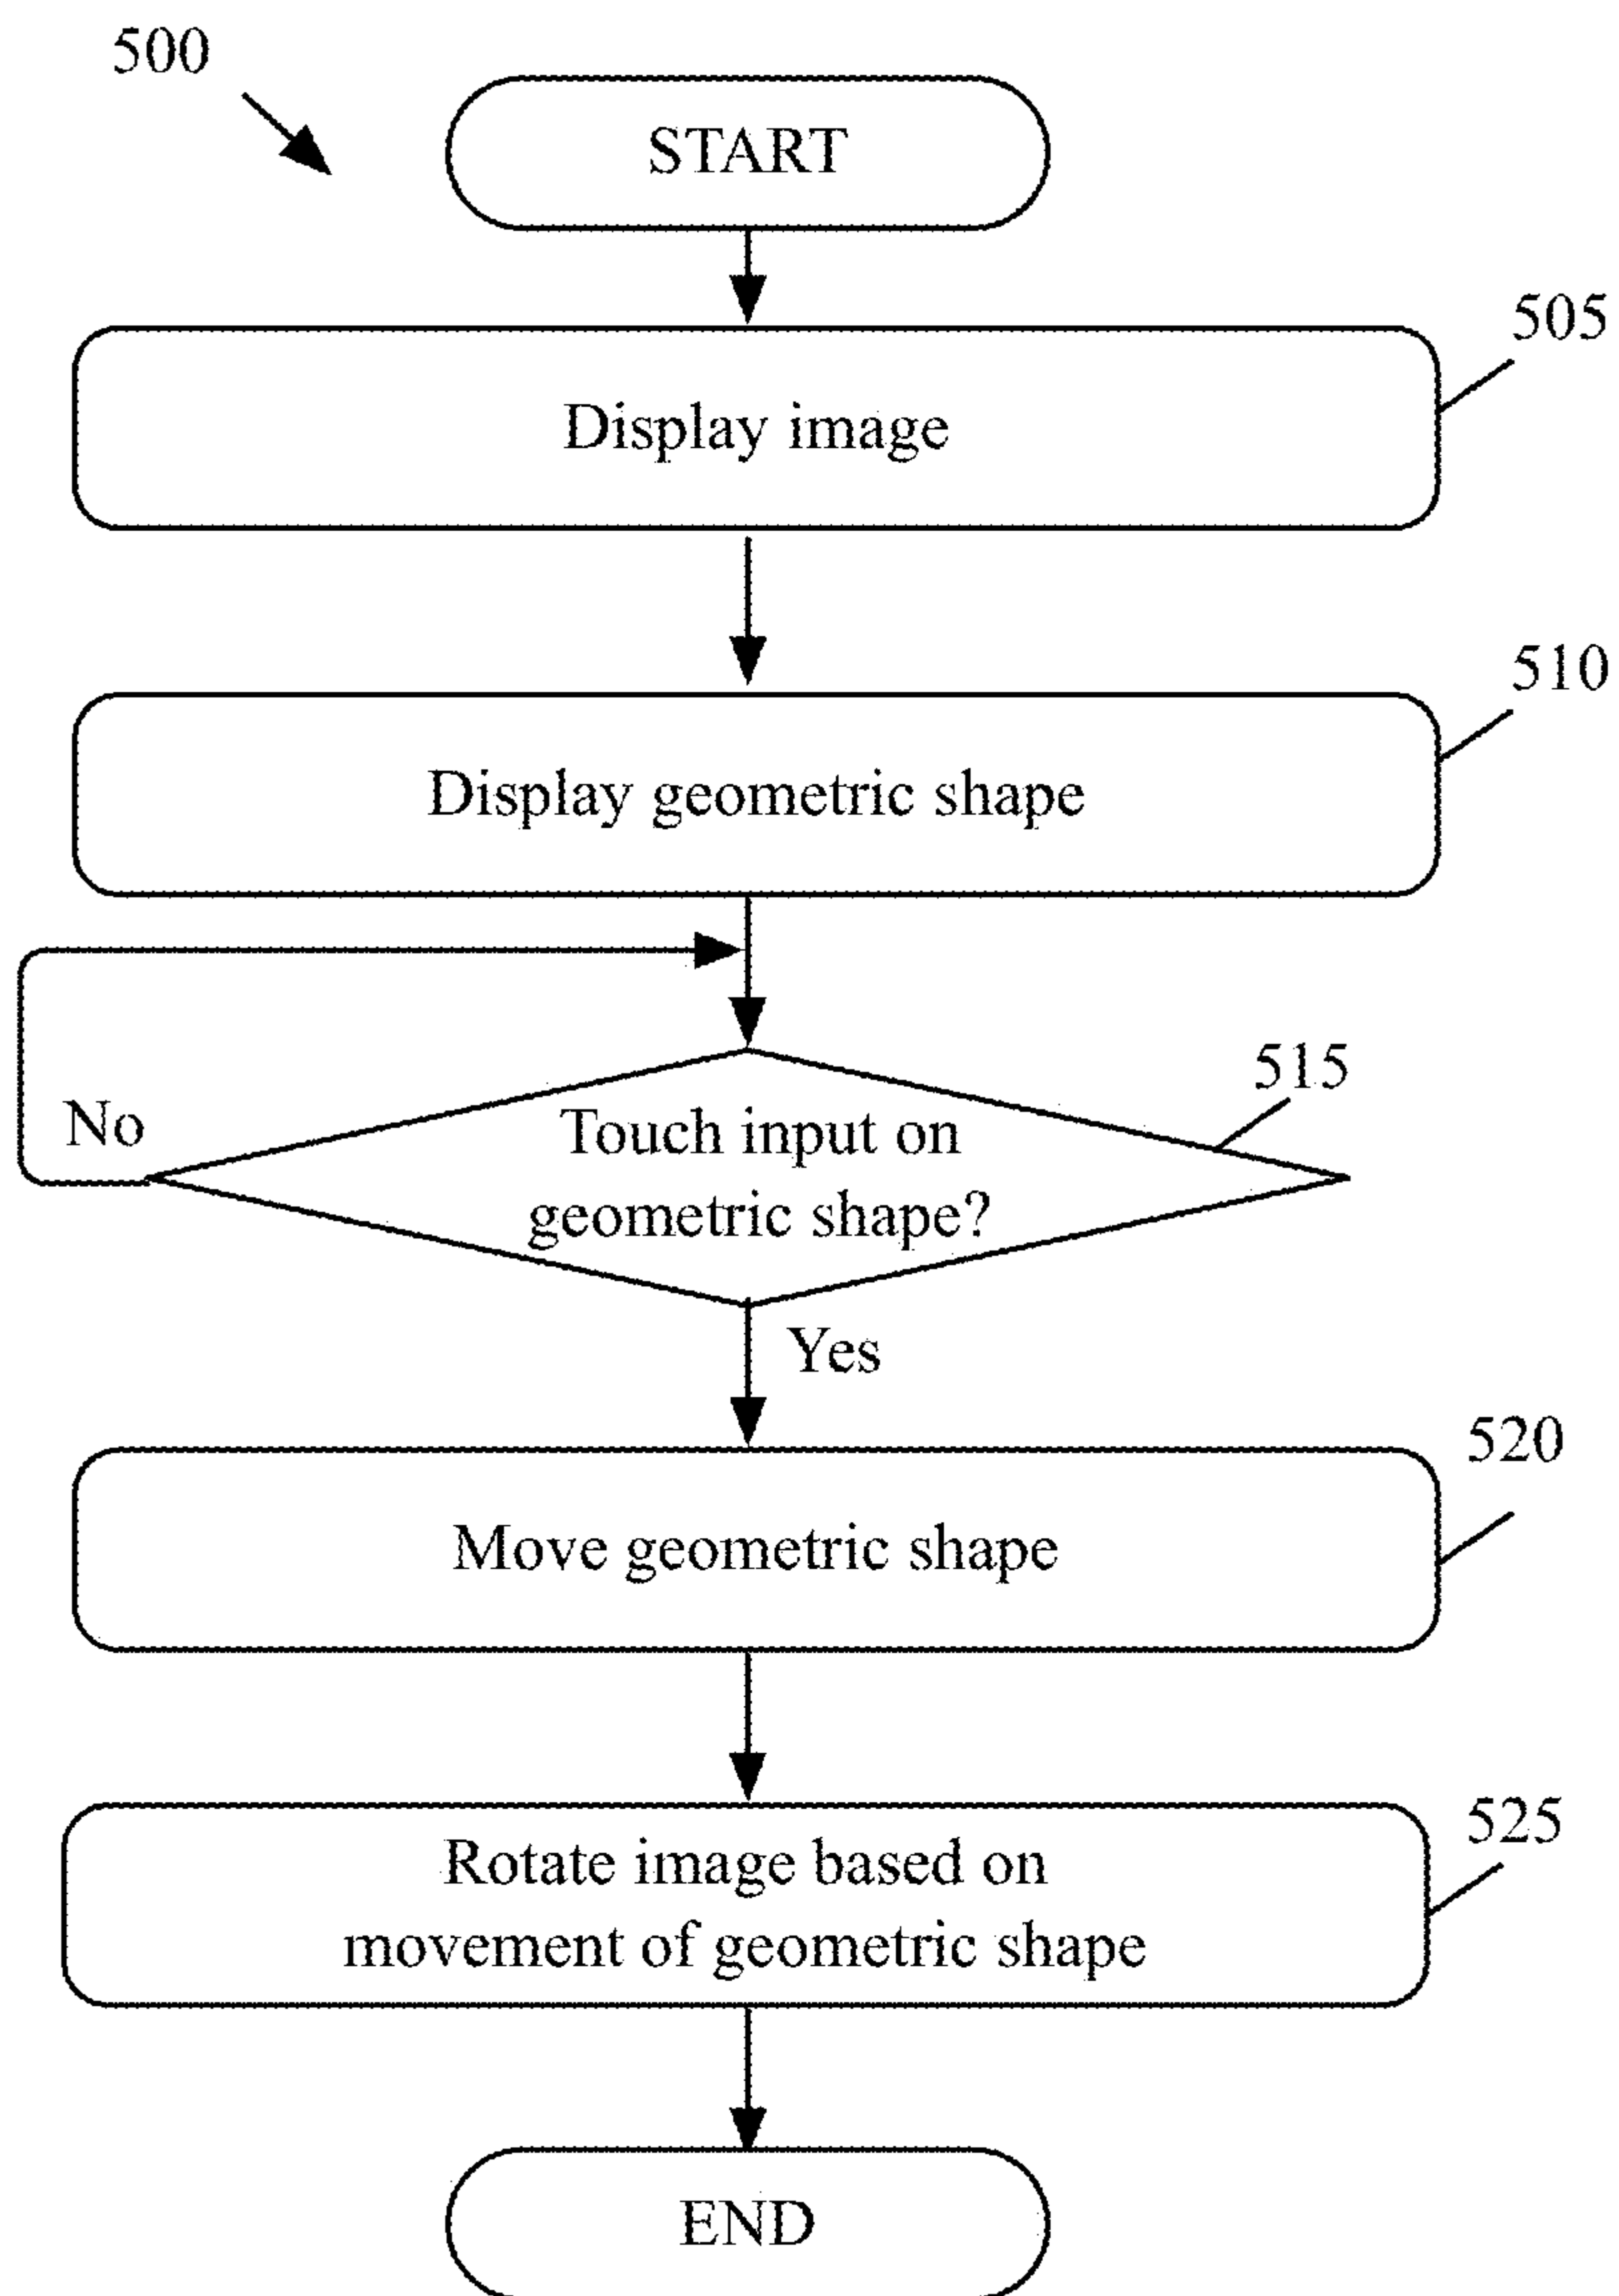 500
START
505
Display image
510
Display geometric shape
515
No
Touch input on
geometric shape?
Yes
520
Move geometric shape
525
Rotate image based on
movement of geometric shape
END